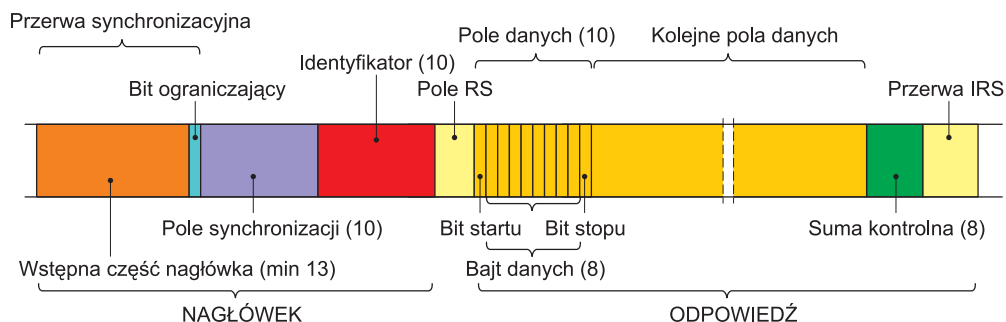 Przerwa synchronizacyjna
Pole danych (10)
Kolejne pola danych
Identyfikator (10)
Bit ograniczający
Pole RS
Przerwa IRS
Pole synchronizacji (10)
Bit startu
Bit stopu
Suma kontrolna (8)
Wstępna część nagłówka (min 13)
Bajt danych (8)
NAGŁÓWEK
ODPOWIEDŹ